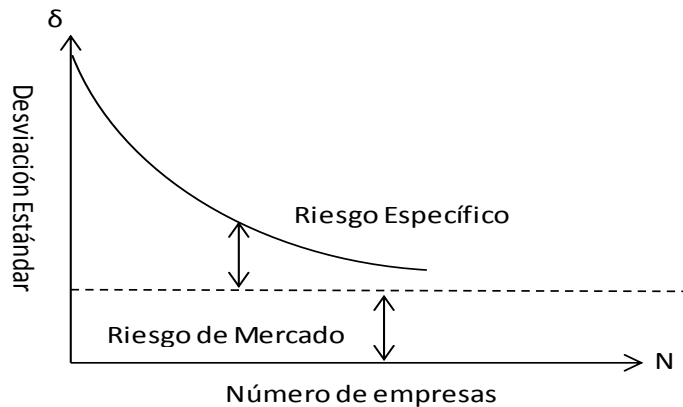 δ
Desviación Estándar
Riesgo Específico
Riesgo de Mercado
N
Número de empresas